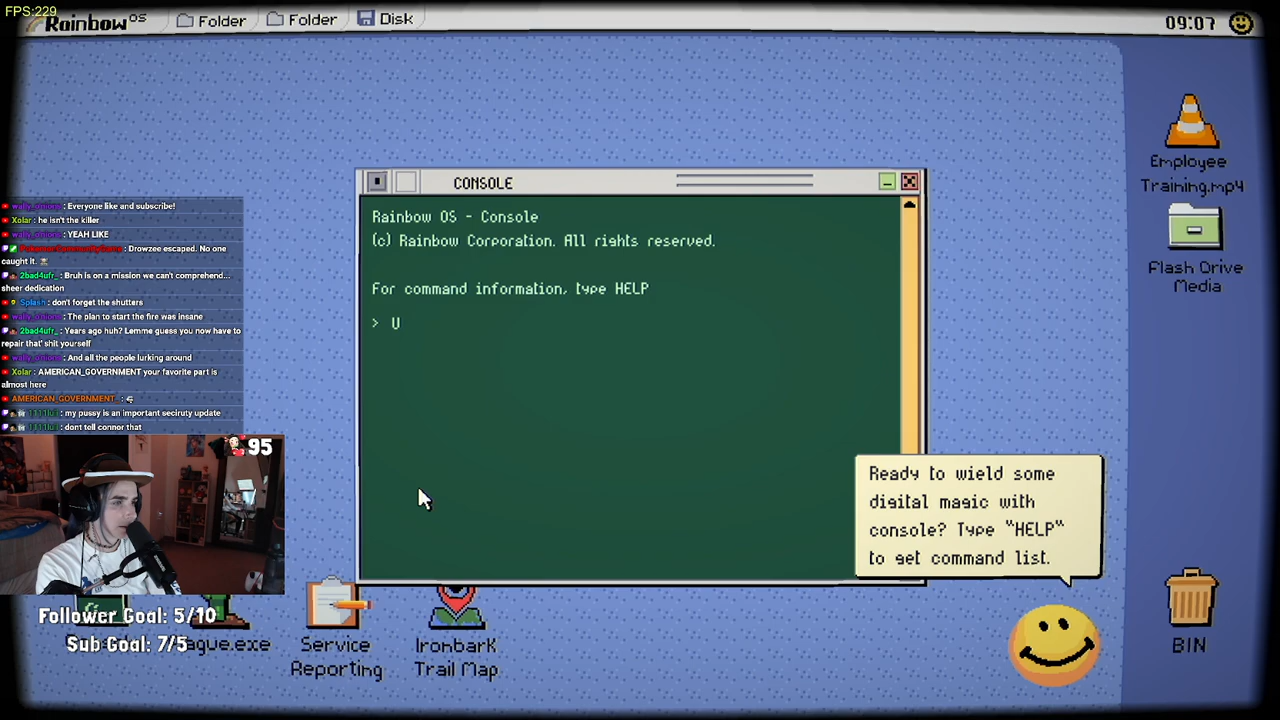 FPS:229
Rainbow OS
Folder
Folder
Disk
09:07
Employee
Training.mp4
Flash Drive
Media
CONSOLE
Rainbow OS - Console
(c) Rainbow Corporation. All rights reserved.
For command information, type HELP
> U
Ready to wield some
digital magic with
console? Type "HELP"
to get command list.
: Everyone like and subscribe!
Xolar : he isn't the killer
: YEAH LIKE
: Drowzee escaped. No one
caught it.
2bad4ufr_ : Bruh is on a mission we can't comprehend...
sheer dedication
Splash : don't forget the shutters
: The plan to start the fire was insane
2bad4ufr_ : Years ago huh? Lemme guess you now have to
repair that' shit yourself
: And all the people lurking around
Xolar : AMERICAN_GOVERNMENT your favorite part is
almost here
AMERICAN_GOVERNMENT :
: my pussy is an important seciruty update
: dont tell connor that
95
Follower Goal: 5/10
Sub Goal: 7/5
ague.exe
Service
Reporting
Ironbark
Trail Map
BIN